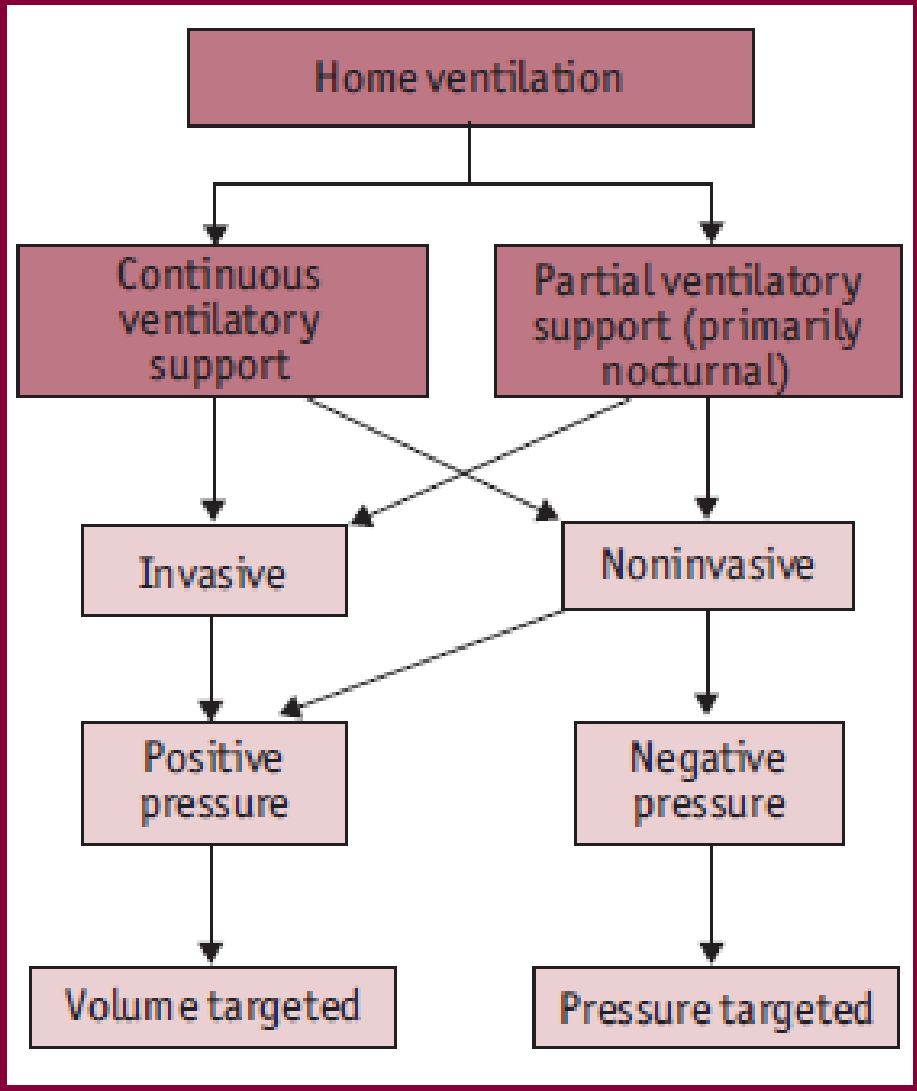 Home ventilation
Continuous
ventilatory
support
Partial ventilatory
support (primarily
nocturnal)
Invasive
Noninvasive
Positive
pressure
Negative
pressure
Volume targeted
Pressure targeted